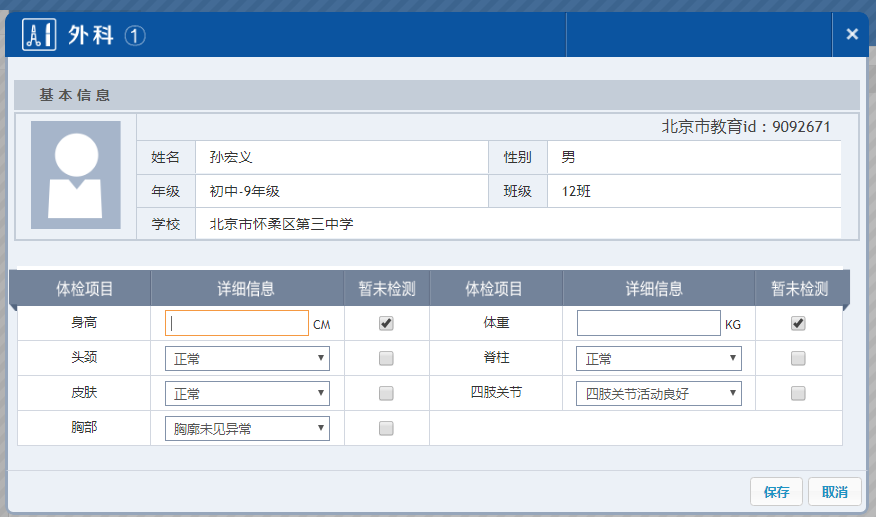 外科 ①
基本信息
北京市教育id：9092671
姓名 孙宏义 性别 男
年级 初中-9年级 班级 12班
学校 北京市怀柔区第三中学
体检项目 详细信息 暂未检测 体检项目 详细信息 暂未检测
身高 CM 体重 KG
头颈 正常 脊柱 正常
皮肤 正常 四肢关节 四肢关节活动良好
胸部 胸廓未见异常
保存 取消